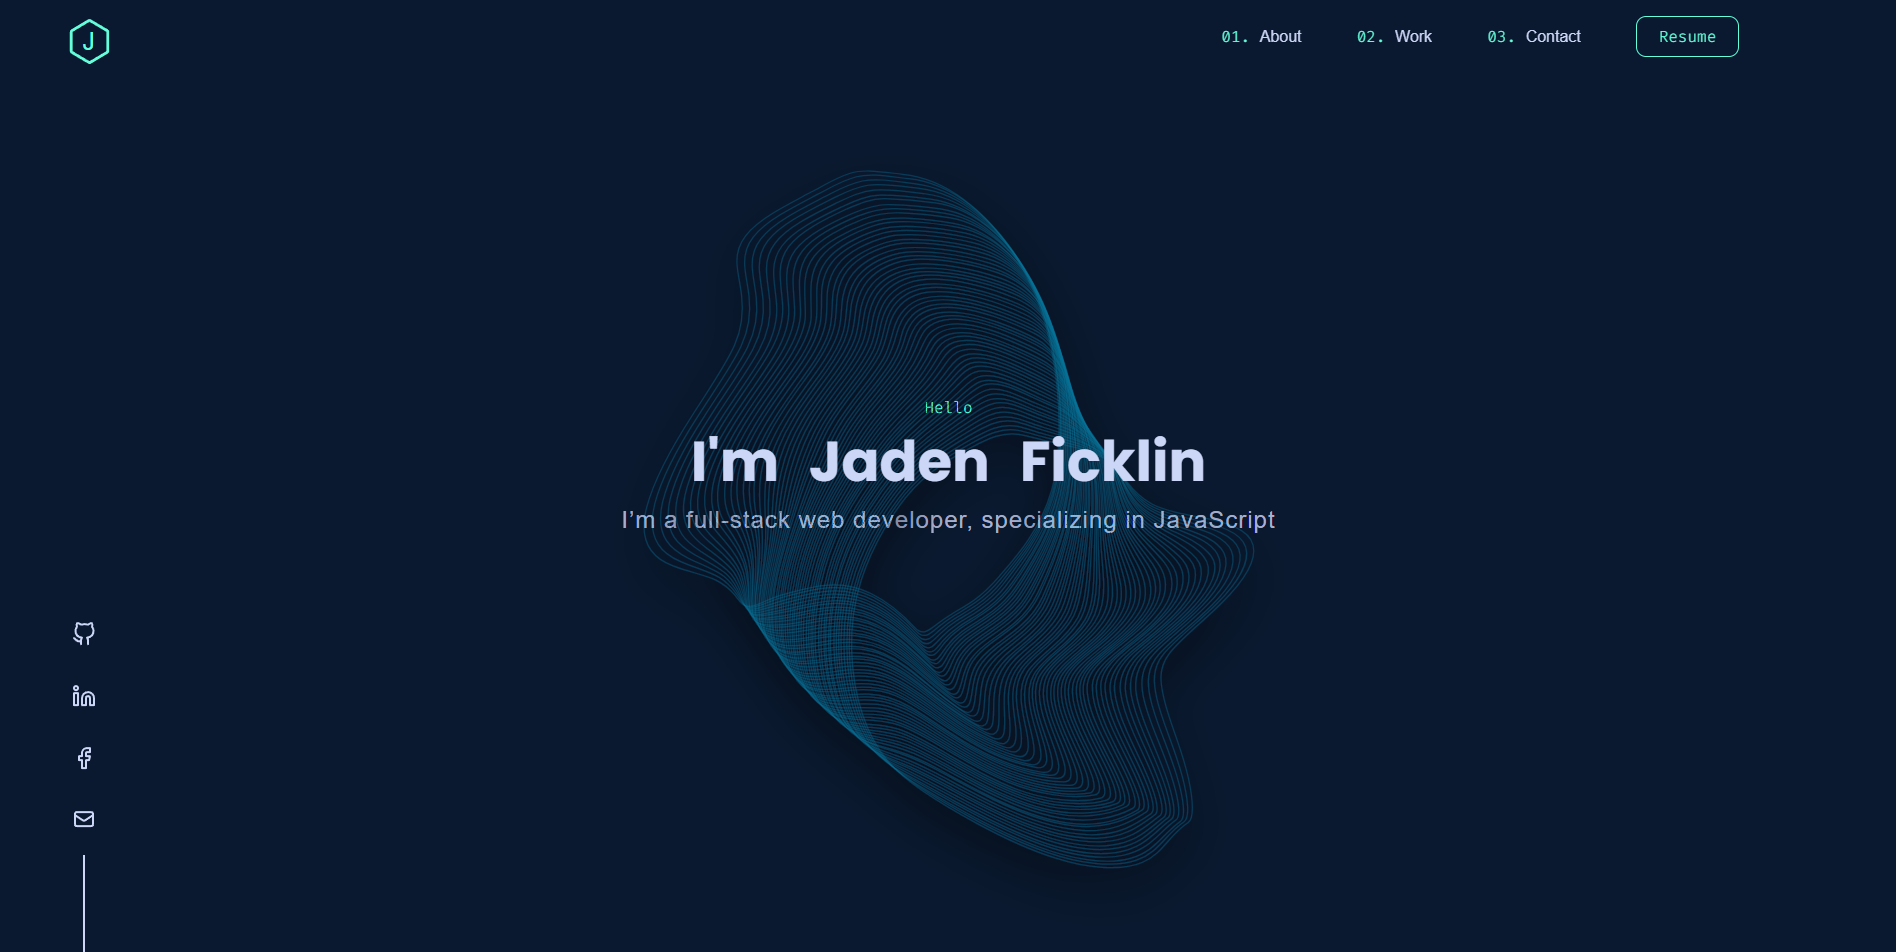 J
01. About
02. Work
03. Contact
Resume
Hello
I'm Jaden Ficklin
I’m a full-stack web developer, specializing in JavaScript